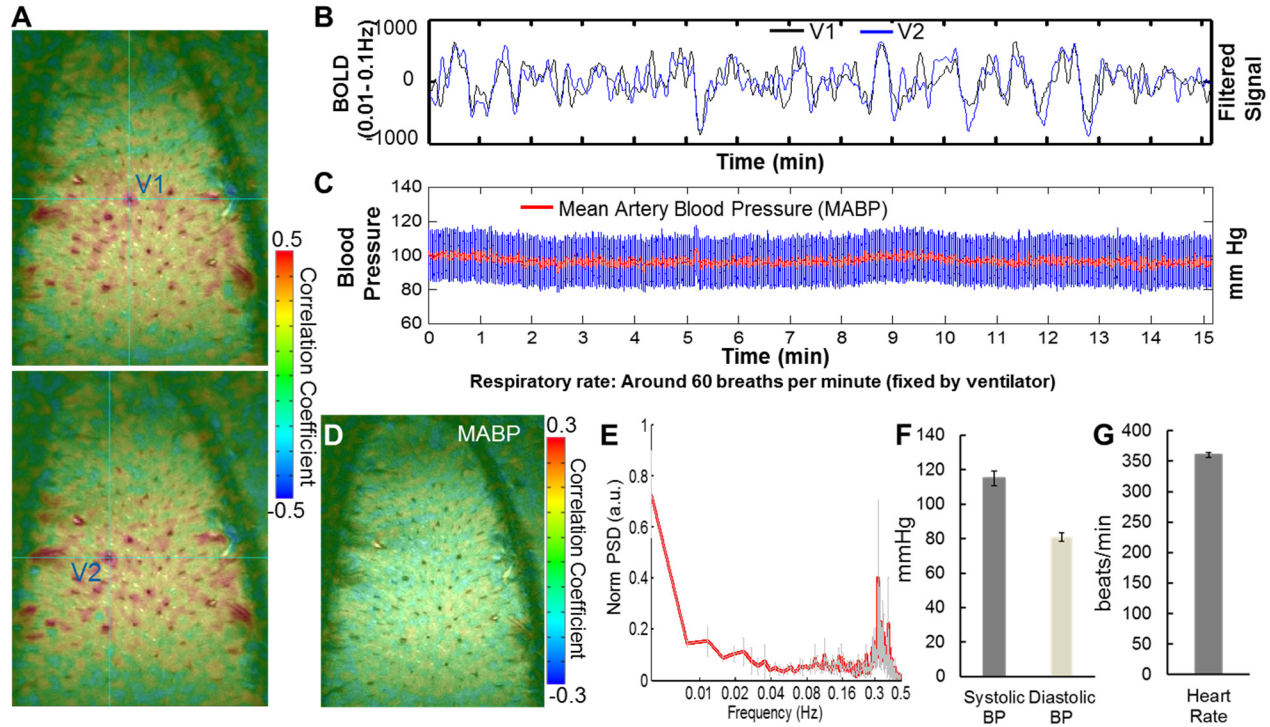 A
V1
0.5
Correlation Coefficient
-0.5
V2
B
BOLD
(0.01-0.1Hz)
1000
0
-1000
V1
V2
Filtered
Signal
Time (min)
C
Blood
Pressure
140
120
100
80
60
Mean Artery Blood Pressure (MABP)
mm Hg
0 1 2 3 4 5 6 7 8 9 10 11 12 13 14 15
Time (min)
Respiratory rate: Around 60 breaths per minute (fixed by ventilator)
D
MABP
0.3
Correlation Coefficient
-0.3
E
Norm PSD (a.u.)
1
0.8
0.6
0.4
0.2
0
0.01 0.02 0.04 0.08 0.16 0.3 0.5
Frequency (Hz)
F
mmHg
140
120
100
80
60
40
20
0
Systolic Diastolic
BP BP
G
beats/min
400
350
300
250
200
150
100
50
0
Heart
Rate